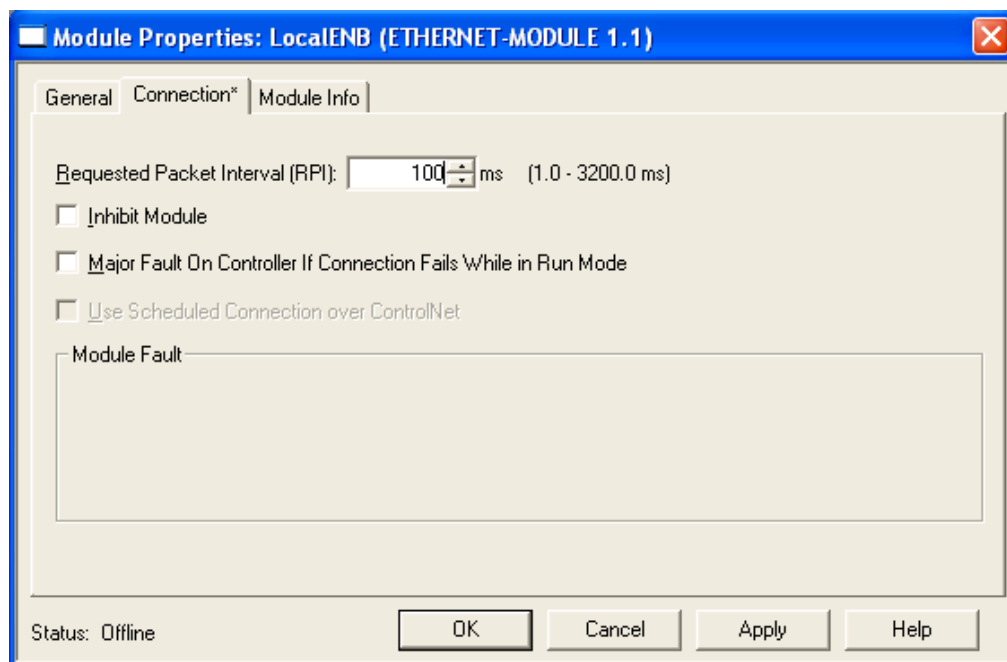 Module Properties: LocalENB (ETHERNET-MODULE 1.1)
General Connection* Module Info
Requested Packet Interval (RPI): 100 ms (1.0 - 3200.0 ms)
Inhibit Module
Major Fault On Controller If Connection Fails While in Run Mode
Use Scheduled Connection over ControlNet
Module Fault
Status: Offline OK Cancel Apply Help